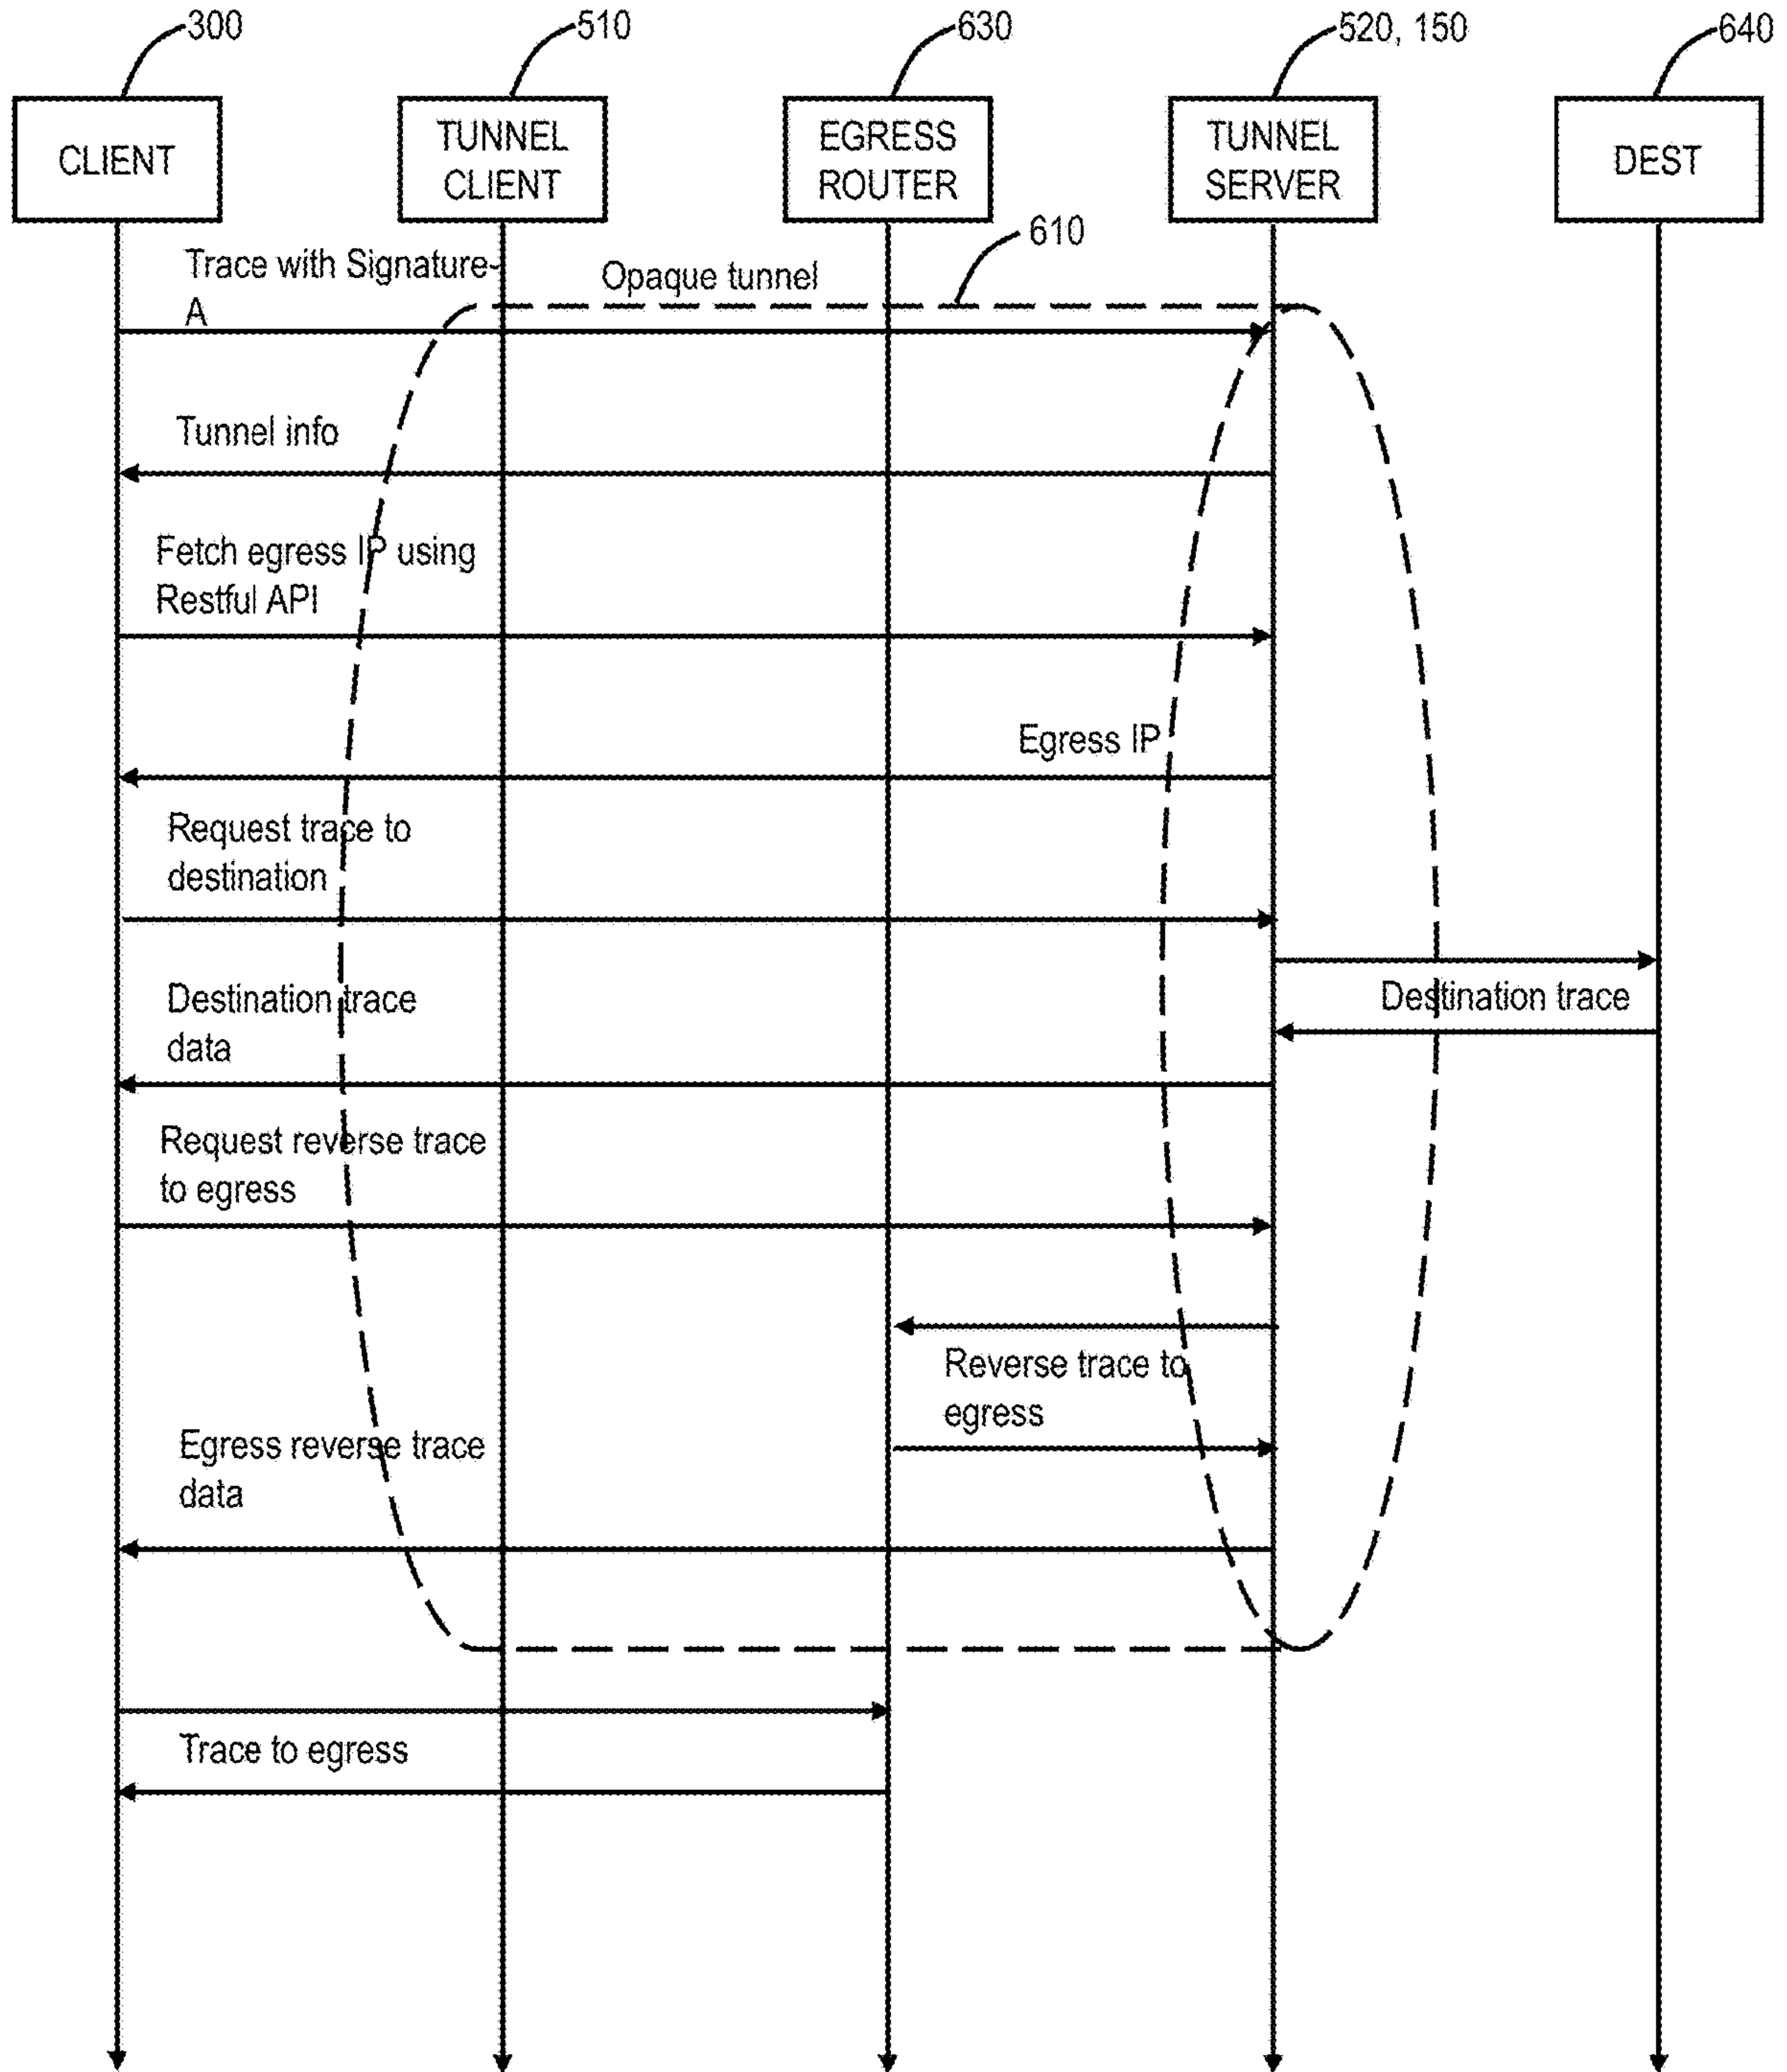 300
510
630
520, 150
640
CLIENT
TUNNEL
CLIENT
EGRESS
ROUTER
TUNNEL
SERVER
DEST
610
Trace with Signature-
A
Opaque tunnel
Tunnel info
Fetch egress IP using
Restful API
Egress IP
Request trace to
destination
Destination trace
data
Destination trace
Request reverse trace
to egress
Reverse trace to
egress
Egress reverse trace
data
Trace to egress